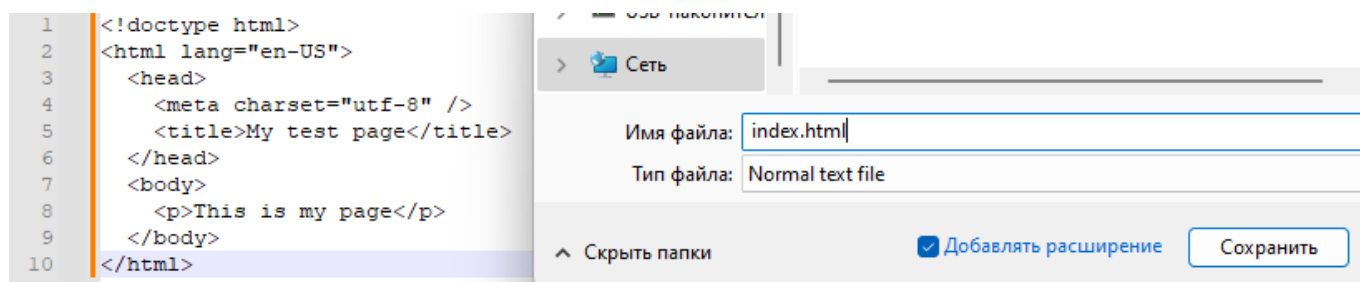 1 <!doctype html>
2 <html lang="en-US">
3 <head>
4 <meta charset="utf-8" />
5 <title>My test page</title>
6 </head>
7 <body>
8 <p>This is my page</p>
9 </body>
10 </html>
Сеть
Имя файла: index.html
Тип файла: Normal text file
Скрыть папки
Добавлять расширение
Сохранить